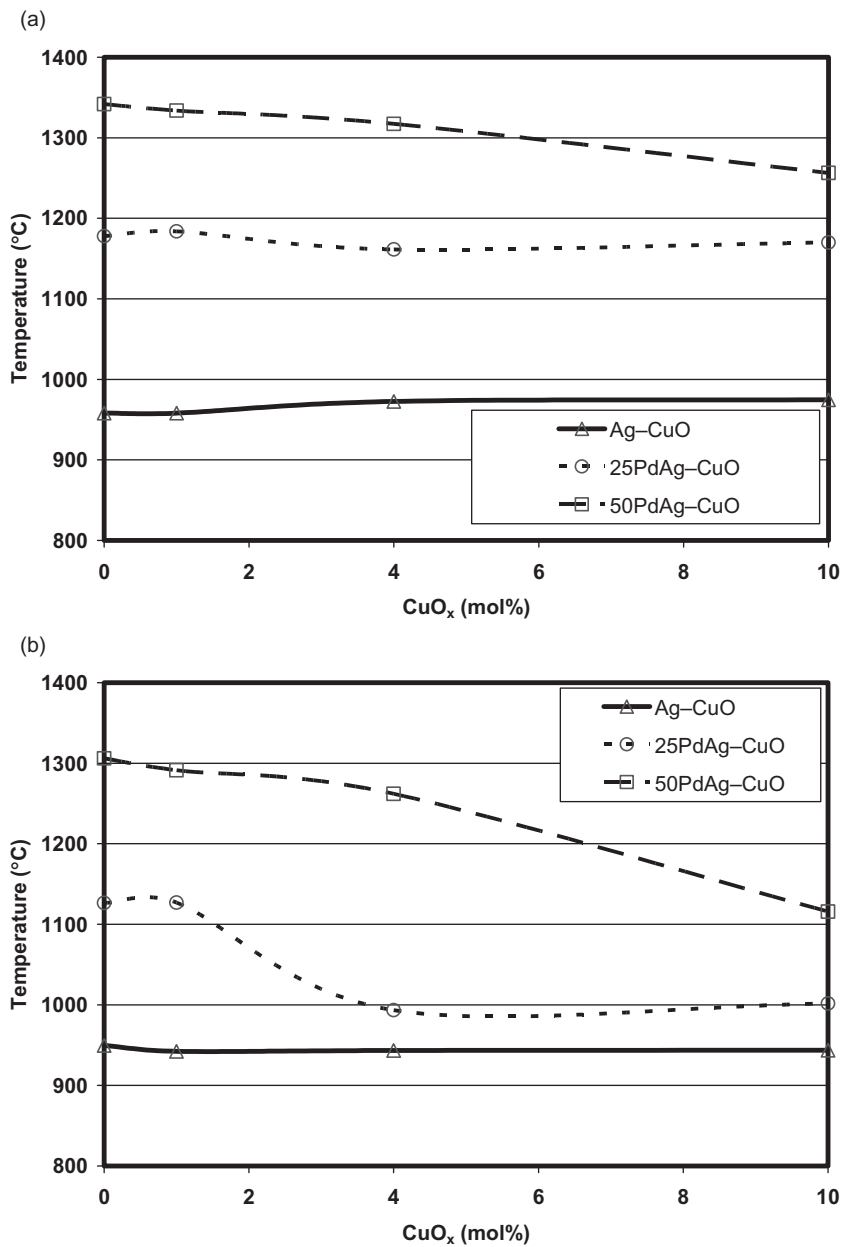 (a)
1400
1300
1200
1100
1000
900
800
Temperature (°C)
Ag–CuO
25PdAg–CuO
50PdAg–CuO
0 2 4 6 8 10
CuOx (mol%)
(b)
1400
1300
1200
1100
1000
900
800
Temperature (°C)
Ag–CuO
25PdAg–CuO
50PdAg–CuO
0 2 4 6 8 10
CuOx (mol%)